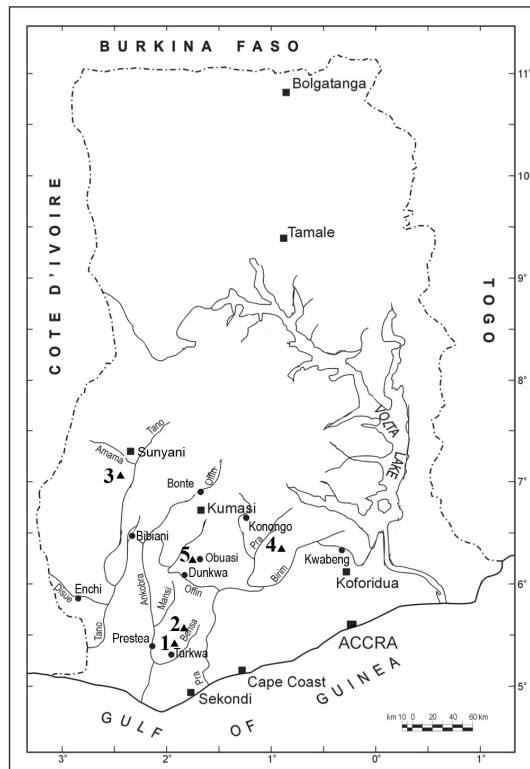 BURKINA FASO
11°
Bolgatanga
10°
Tamale
COTE D'IVOIRE
9°
TOGO
8°
VOLTA LAKE
Tano
Sunyani
Amama
3
7°
Bonte
Offin
Kumasi
Konongo
Bibiani
Pra
4
5
Obuasi
Kwabeng
Dunkwa
Birim
Koforidua
6°
Disue
Enchi
Ankobra
Mansi
Offin
Tano
2
Bonsa
Prestea
1
Tarkwa
ACCRA
Pra
Cape Coast
5°
Sekondi
GULF OF GUINEA
km 10 0 20 40 60 km
3° 2° 1° 0° 1°